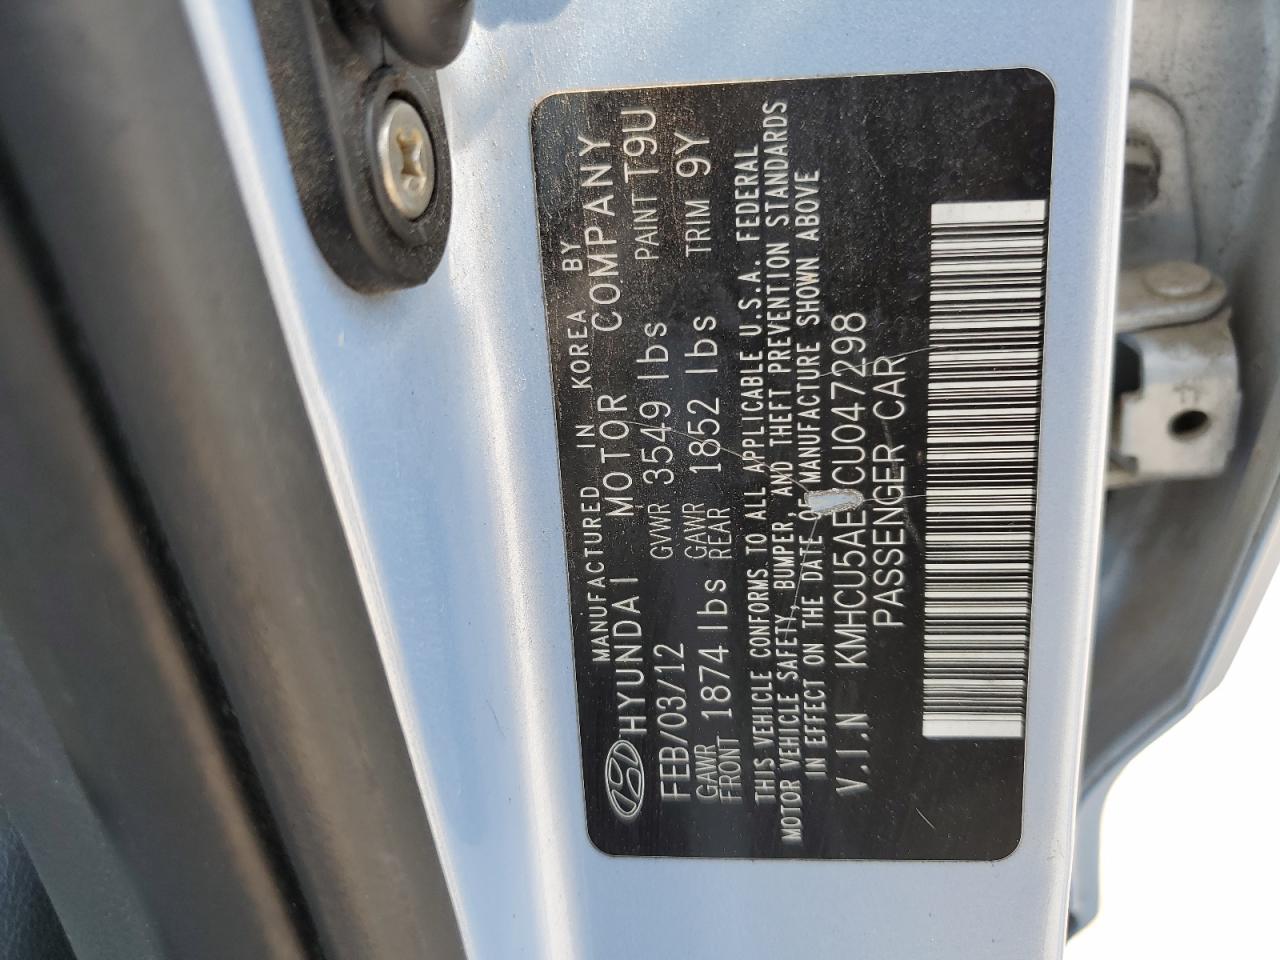 MANUFACTURED IN KOREA BY
HYUNDAI MOTOR COMPANY
FEB/03/12 GVWR 3549 lbs PAINT T9U
GAWR FRONT 1874 lbs GAWR REAR 1852 lbs TRIM 9Y
THIS VEHICLE CONFORMS TO ALL APPLICABLE U.S.A. FEDERAL
MOTOR VEHICLE SAFETY, BUMPER, AND THEFT PREVENTION STANDARDS
IN EFFECT ON THE DATE OF MANUFACTURE SHOWN ABOVE
V.I.N KMHCU5AE CU047298
PASSENGER CAR